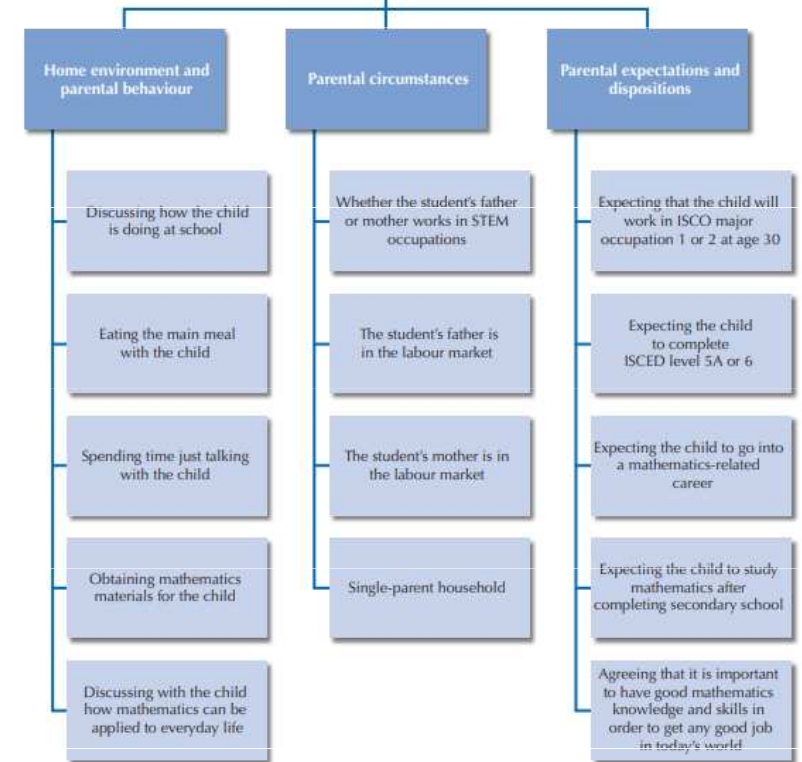 Home environment and
parental behaviour
Discussing how the child
is doing at school
Eating the main meal
with the child
Spending time just talking
with the child
Obtaining mathematics
materials for the child
Discussing with the child
how mathematics can be
applied to everyday life
Parental circumstances
Whether the student's father
or mother works in STEM
occupations
The student's father is
in the labour market
The student's mother is in
the labour market
Single-parent household
Parental expectations and
dispositions
Expecting that the child will
work in ISCO major
occupation 1 or 2 at age 30
Expecting the child
to complete
ISCED level 5A or 6
Expecting the child to go into
a mathematics-related
career
Expecting the child to study
mathematics after
completing secondary school
Agreeing that it is important
to have good mathematics
knowledge and skills in
order to get any good job
in today's world